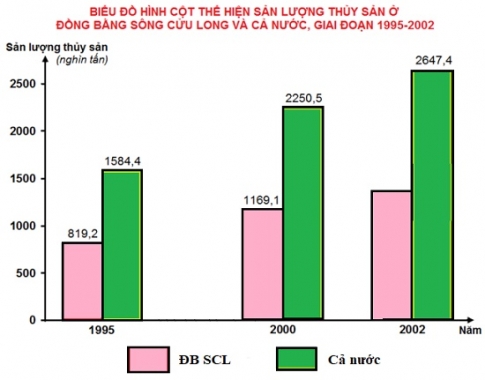 BIỂU ĐỒ HÌNH CỘT THỂ HIỆN SẢN LƯỢNG THỦY SẢN Ở
ĐỒNG BẰNG SÔNG CỬU LONG VÀ CẢ NƯỚC, GIAI ĐOẠN 1995-2002
Sản lượng thủy sản
(nghìn tấn)
2647,4
2500
2250,5
2000
1584,4
1500
1169,1
1000
819,2
500
0
1995 2000 2002 Năm
ĐB SCL Cả nước